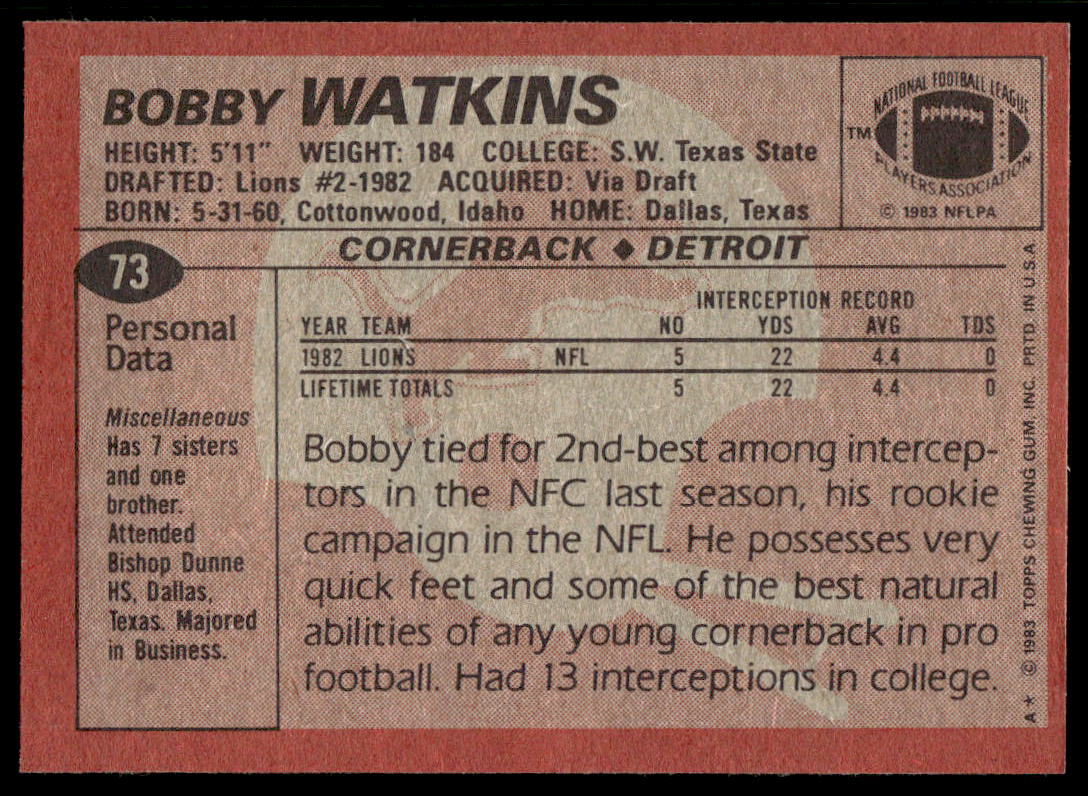 BOBBY WATKINS
HEIGHT: 5'11" WEIGHT: 184 COLLEGE: S.W. Texas State
DRAFTED: Lions #2-1982 ACQUIRED: Via Draft
BORN: 5-31-60, Cottonwood, Idaho HOME: Dallas, Texas
NATIONAL FOOTBALL LEAGUE
TM
PLAYERS ASSOCIATION
© 1983 NFLPA
CORNERBACK ◆ DETROIT
73
Personal
Data
Miscellaneous
Has 7 sisters
and one
brother.
Attended
Bishop Dunne
HS, Dallas,
Texas. Majored
in Business.
INTERCEPTION RECORD
YEAR TEAM NO YDS AVG TDS
1982 LIONS NFL 5 22 4.4 0
LIFETIME TOTALS 5 22 4.4 0
Bobby tied for 2nd-best among intercep-
tors in the NFC last season, his rookie
campaign in the NFL. He possesses very
quick feet and some of the best natural
abilities of any young cornerback in pro
football. Had 13 interceptions in college.
A* © 1983 TOPPS CHEWING GUM, INC. PRTD. IN U.S.A